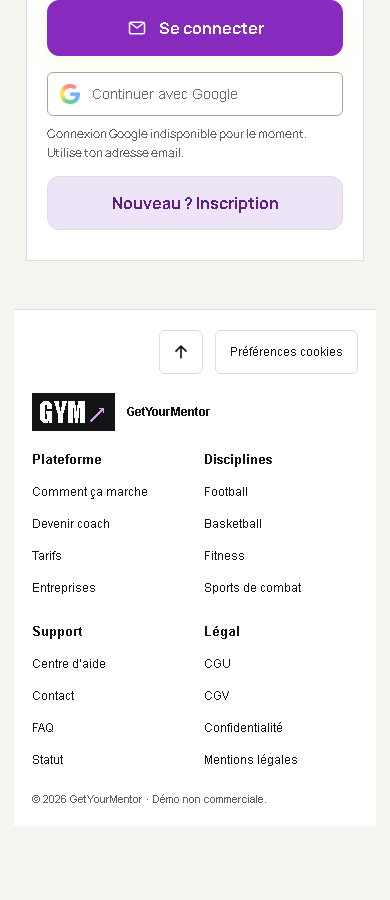 Se connecter
Continuer avec Google
Connexion Google indisponible pour le moment.
Utilise ton adresse email.
Nouveau ? Inscription
Préférences cookies
GYM GetYourMentor
Plateforme
Comment ça marche
Devenir coach
Tarifs
Entreprises
Disciplines
Football
Basketball
Fitness
Sports de combat
Support
Centre d'aide
Contact
FAQ
Statut
Légal
CGU
CGV
Confidentialité
Mentions légales
© 2026 GetYourMentor · Démo non commerciale.